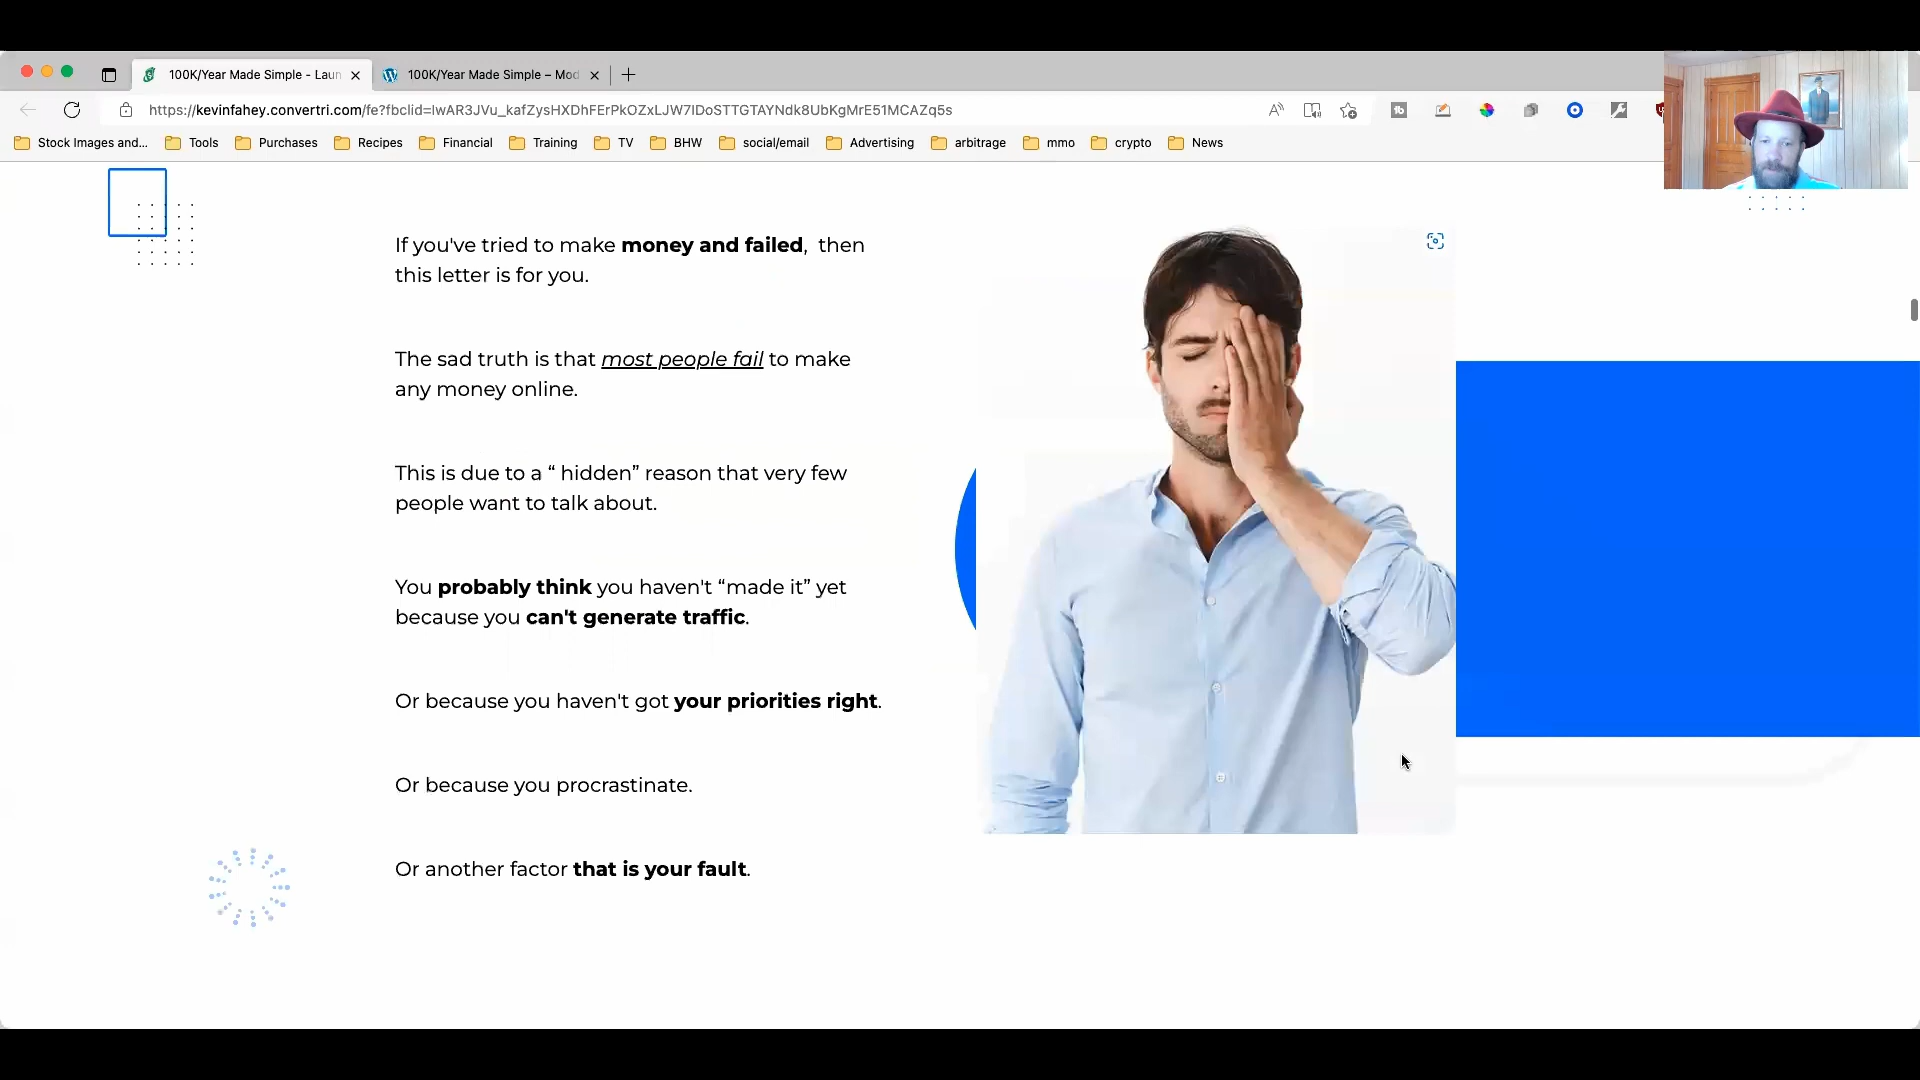 100K/Year Made Simple - Laun
100K/Year Made Simple – Mod
https://kevinfahey.convertri.com/fe?fbclid=IwAR3JVu_kafZysHXDhFErPkOZxLJW7IDoSTTGTAYNdk8UbKgMrE51MCAZq5s
Stock Images and... Tools Purchases Recipes Financial Training TV BHW social/email Advertising arbitrage mmo crypto News
If you've tried to make money and failed, then
this letter is for you.
The sad truth is that most people fail to make
any money online.
This is due to a “ hidden” reason that very few
people want to talk about.
You probably think you haven't “made it” yet
because you can't generate traffic.
Or because you haven't got your priorities right.
Or because you procrastinate.
Or another factor that is your fault.